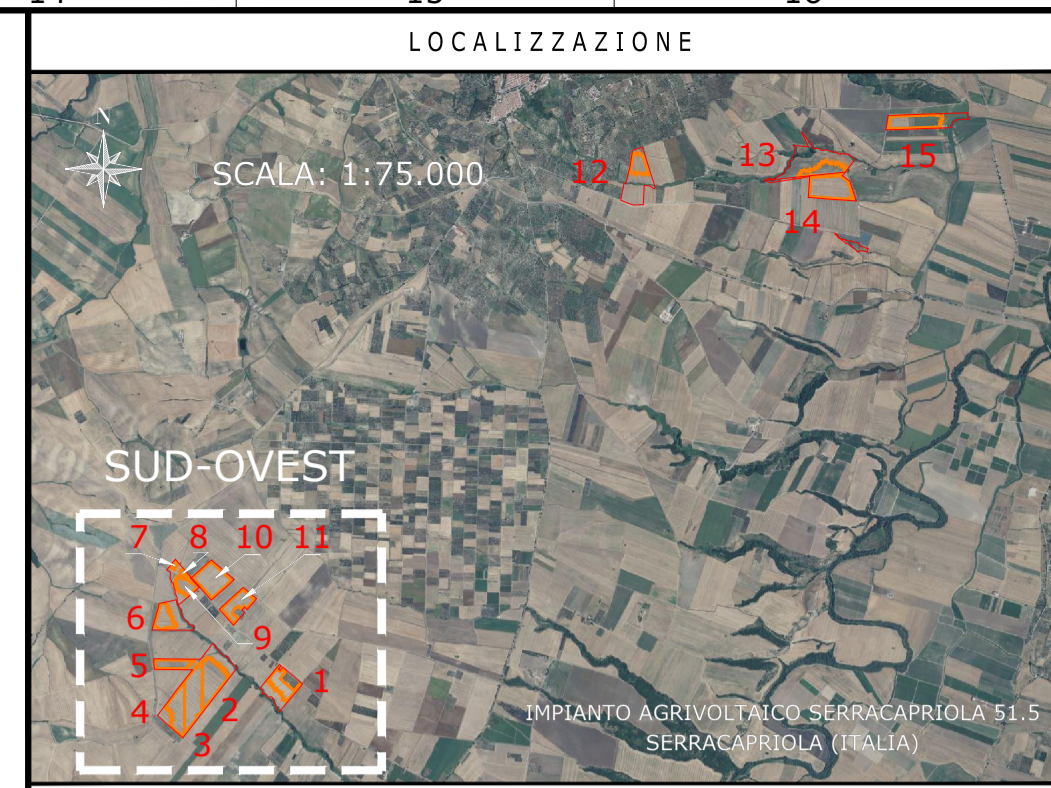 LOCALIZZAZIONE
N
SCALA: 1:75.000
12
13
14
15
SUD-OVEST
7
8
10
11
6
9
5
4
3
2
1
IMPIANTO AGRIVOLTAICO SERRACAPRIOLA 51.5
SERRACAPRIOLA (ITALIA)